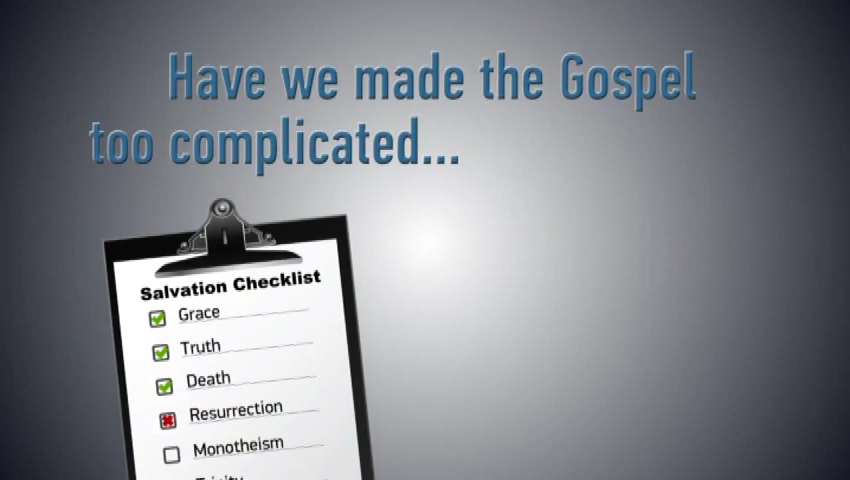 Have we made the Gospel
too complicated...
Salvation Checklist
Grace
Truth
Death
Resurrection
Monotheism